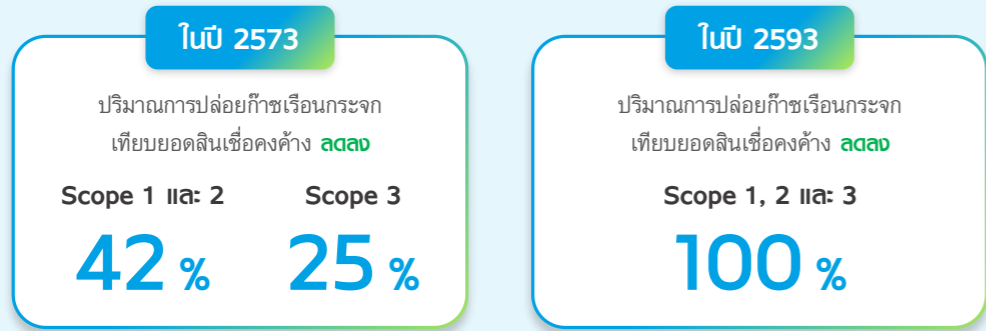 ในปี 2573
ปริมาณการปล่อยก๊าซเรือนกระจก
เทียบยอดสินเชื่อคงค้าง ลดลง
Scope 1 และ 2
42 %
Scope 3
25 %
ในปี 2593
ปริมาณการปล่อยก๊าซเรือนกระจก
เทียบยอดสินเชื่อคงค้าง ลดลง
Scope 1, 2 และ 3
100 %